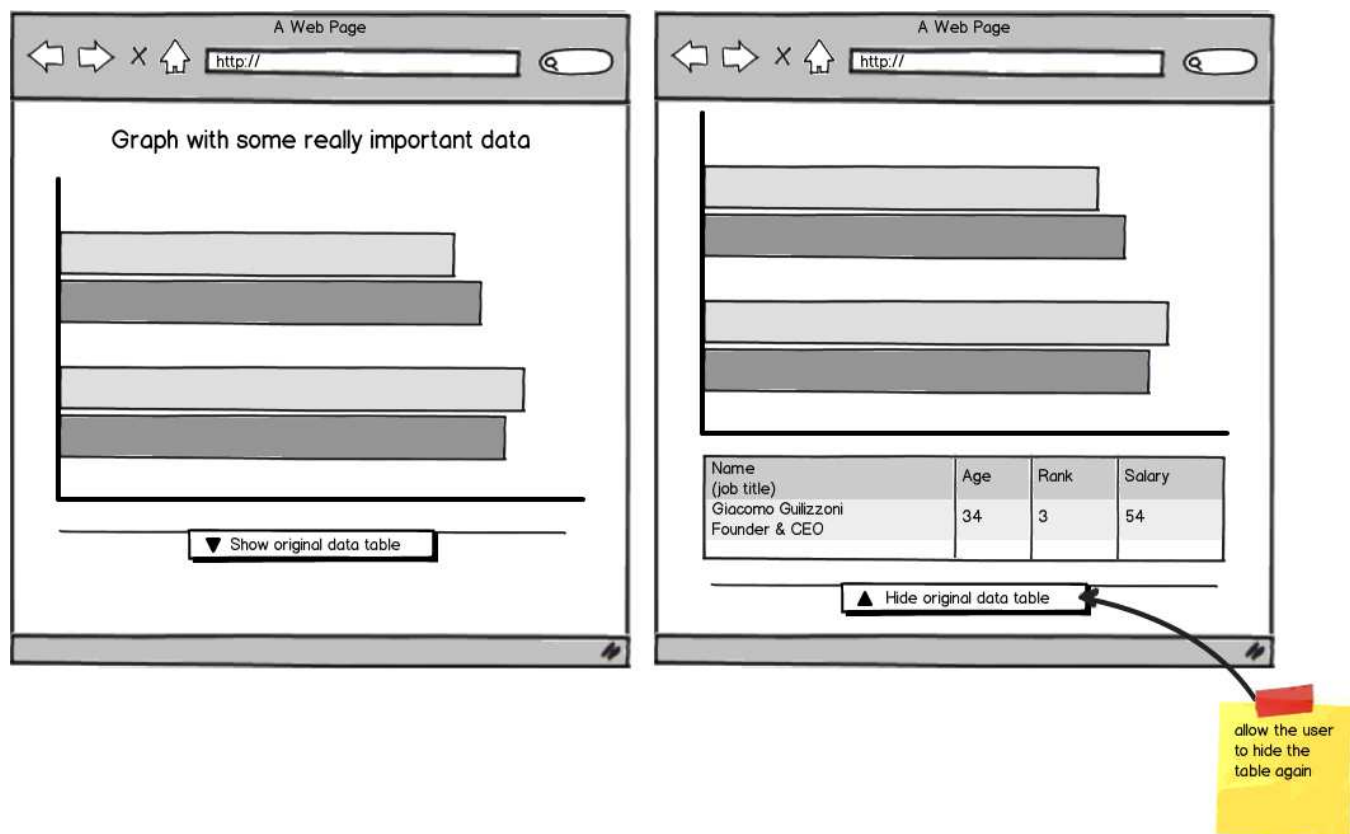 A Web Page
http://
Graph with some really important data
▼ Show original data table
A Web Page
http://
Name
(job title)
Age
Rank
Salary
Giacomo Guilizzoni
Founder & CEO
34
3
54
▲ Hide original data table
allow the user
to hide the
table again